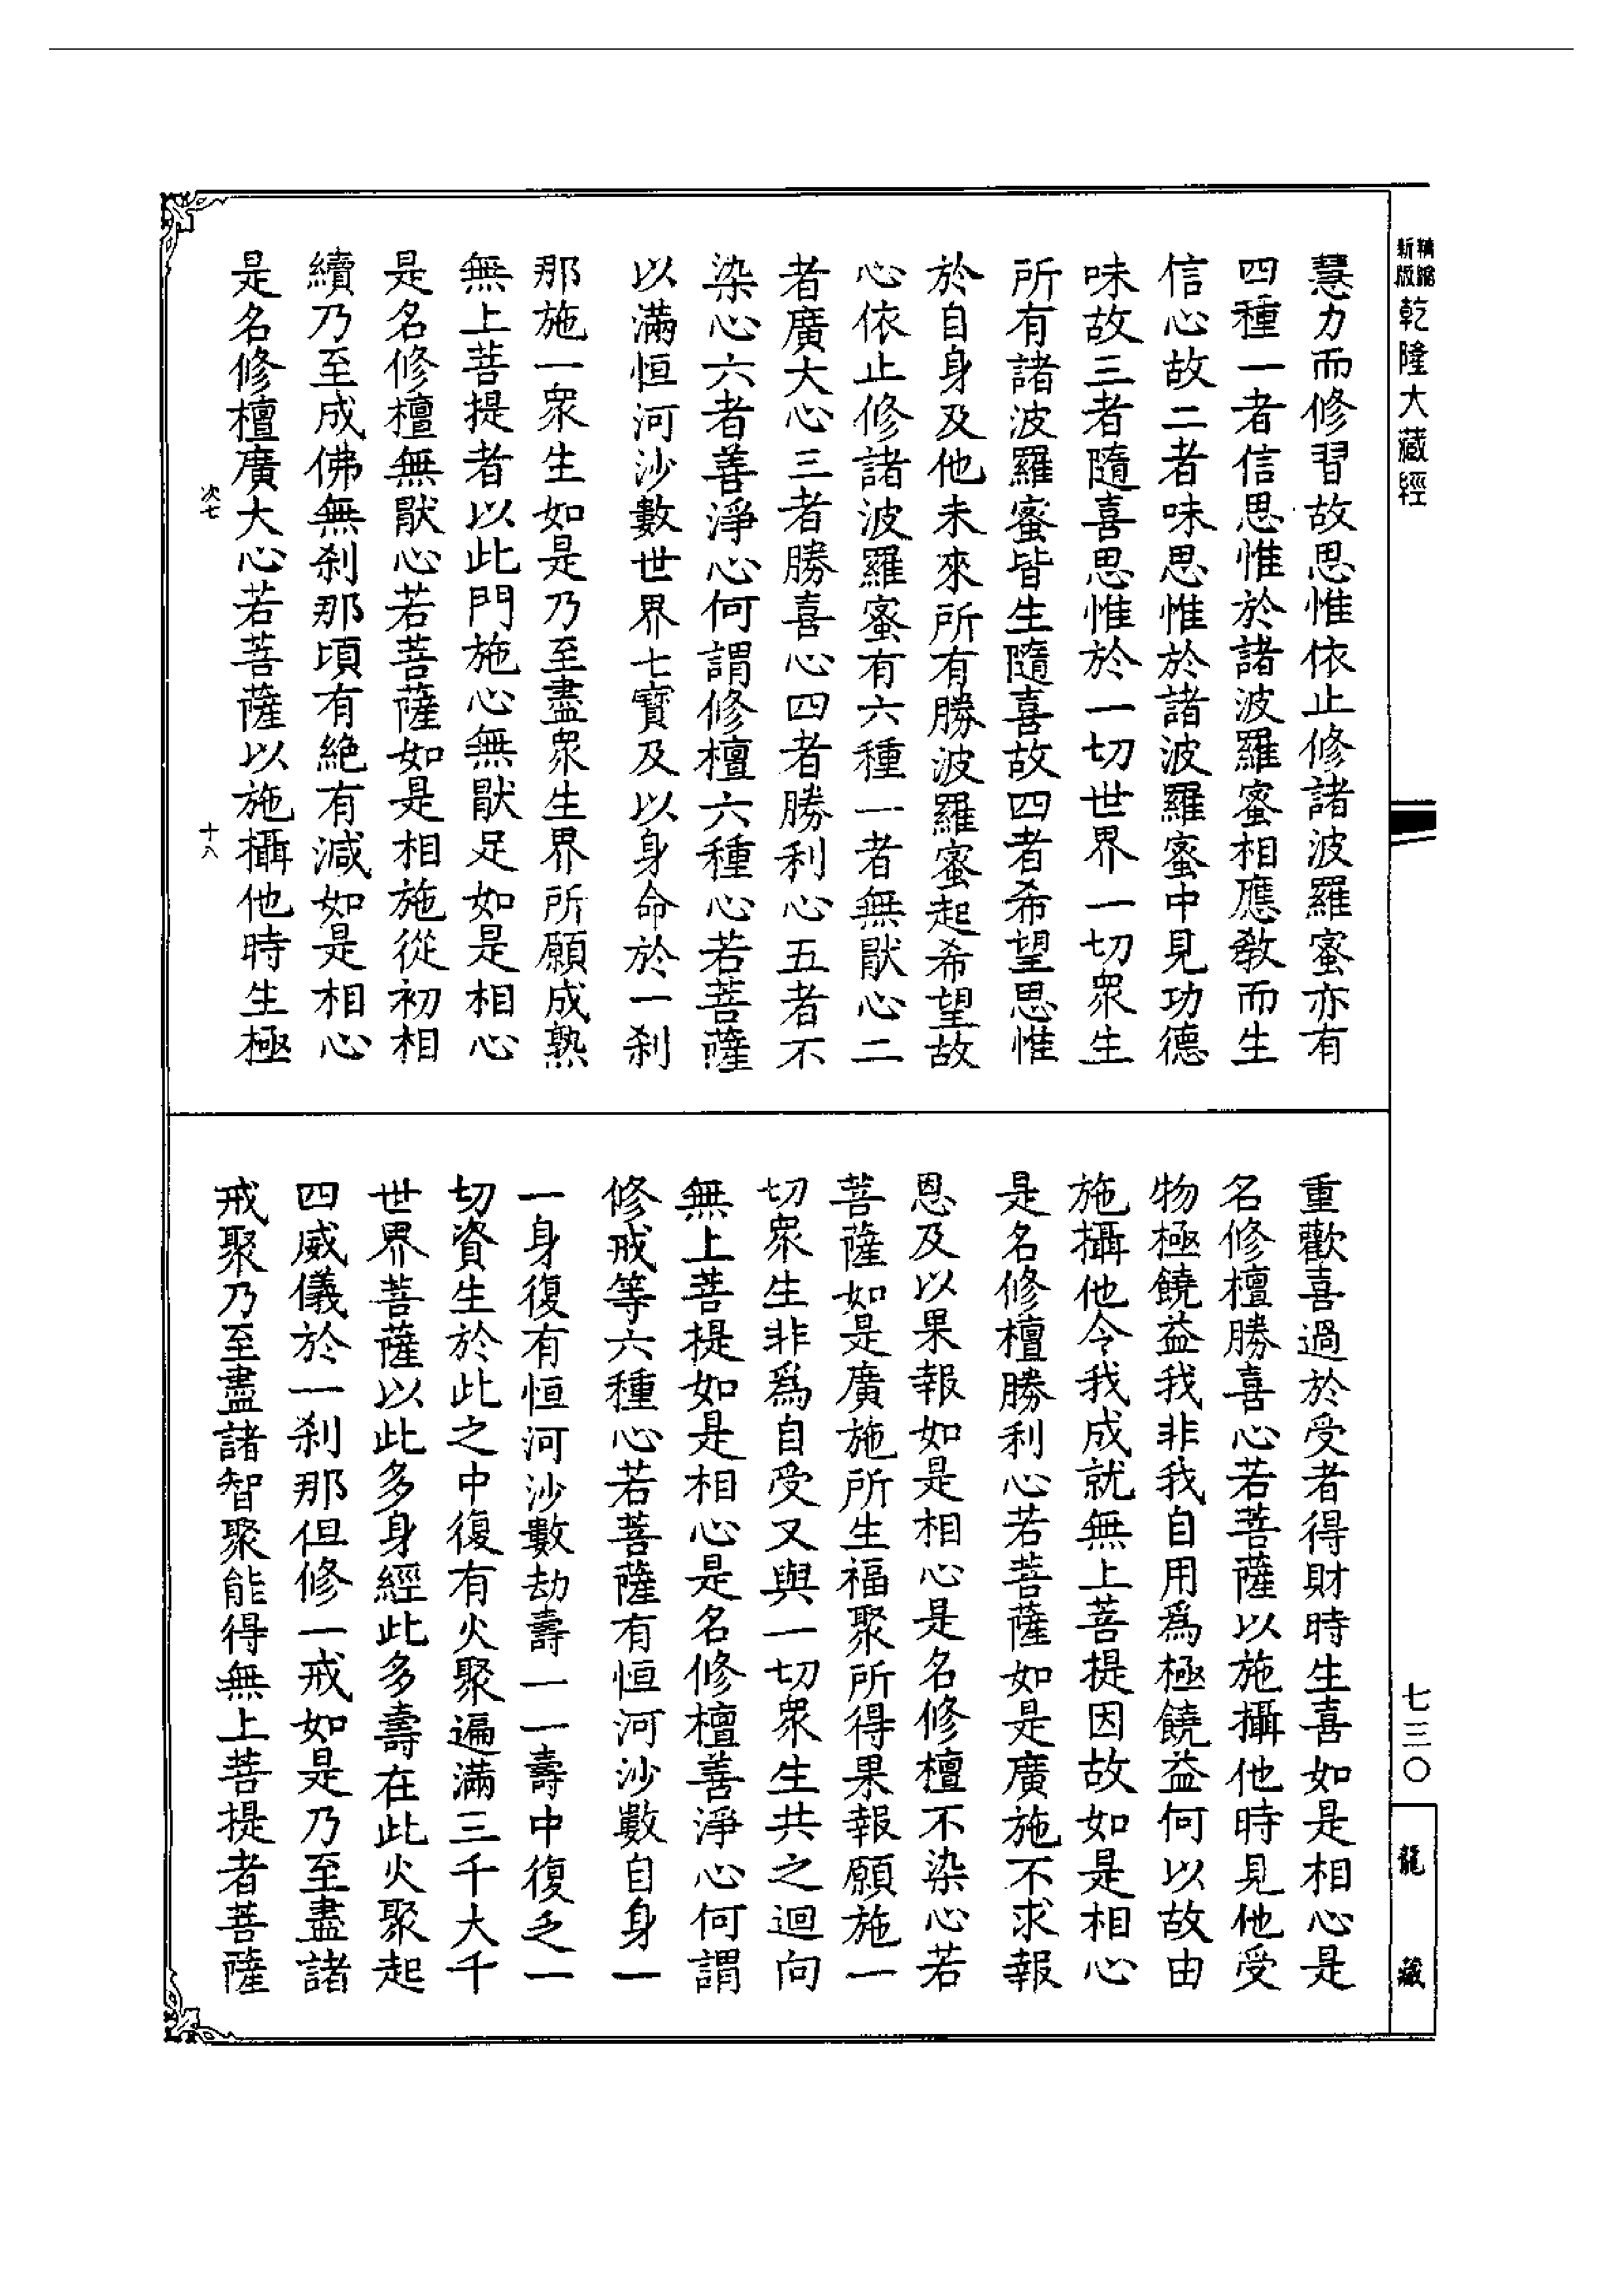 精縮新版乾隆大藏經
慧力而修習故思惟依止修諸波羅蜜亦有
四種一者信思惟於諸波羅蜜相應教而生
信心故二者味思惟於諸波羅蜜中見功德
味故三者隨喜思惟於一切世界一切眾生
所有諸波羅蜜皆生隨喜故四者希望思惟
於自身及他未來所有勝波羅蜜起希望故
心依止修諸波羅蜜有六種一者無猒心二
者廣大心三者勝喜心四者勝利心五者不
染心六者善淨心何謂修檀六種心若菩薩
以滿恒河沙數世界七寳及以身命於一刹
那施一眾生如是乃至盡眾生界所願成熟
無上菩提者以此門施心無猒足如是相心
是名修檀無猒心若菩薩如是相施從初相
續乃至成佛無刹那頃有絶有減如是相心
是名修檀廣大心若菩薩以施攝他時生極
次七
十八
重歡喜過於受者得財時生喜如是相心是
名修檀勝喜心若菩薩以施攝他時見他受
物極饒益我非我自用爲極饒益何以故由
施攝他令我成就無上菩提因故如是相心
是名修檀勝利心若菩薩如是廣施不求報
恩及以果報如是相心是名修檀不染心若
菩薩如是廣施所生福聚所得果報願施一
切眾生非爲自受又與一切眾生共之迴向
無上菩提如是相心是名修檀善淨心何謂
修戒等六種心若菩薩有恒河沙數自身一
一身復有恒河沙數劫壽一一壽中復乏一
切資生於此之中復有火聚遍滿三千大千
世界菩薩以此多身經此多壽在此火聚起
四威儀於一刹那但修一戒如是乃至盡諸
戒聚乃至盡諸智聚能得無上菩提者菩薩
七三〇
龍藏